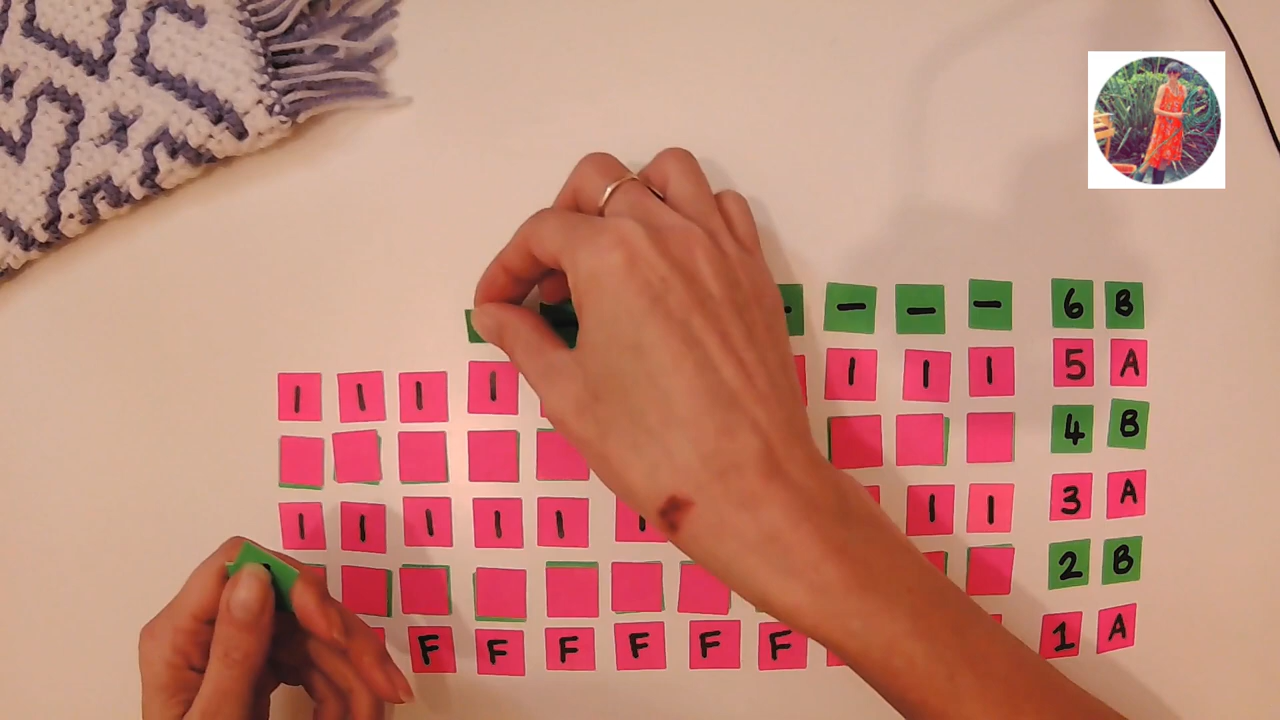 — — — 6 B
I I I I I I I 5 A
4 B
I I I I I I I I 3 A
2 B
F F F F F F 1 A